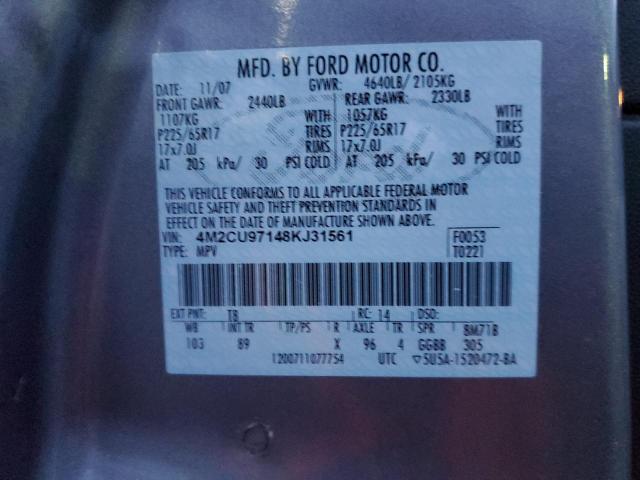 MFD. BY FORD MOTOR CO.
DATE: 11/07 GVWR: 4640LB/ 2105KG
FRONT GAWR: 2440LB REAR GAWR: 2330LB
1107KG WITH 1057KG WITH
P225/65R17 TIRES P225/65R17 TIRES
17x7.0J RIMS 17x7.0J RIMS
AT 205 kPa/ 30 PSI COLD AT 205 kPa/ 30 PSI COLD
THIS VEHICLE CONFORMS TO ALL APPLICABLE FEDERAL MOTOR
VEHICLE SAFETY AND THEFT PREVENTION STANDARDS IN
EFFECT ON THE DATE OF MANUFACTURE SHOWN ABOVE.
VIN: 4M2CU97148KJ31561 F0053
TYPE: MPV T0221
EXT PNT: T8 RC: 14 DSO:
WB INT TR TP/PS R AXLE TR SPR BM71B
103 89 X 96 4 GGBB 305
1200711077754 UTC ▽5U5A-1520472-BA